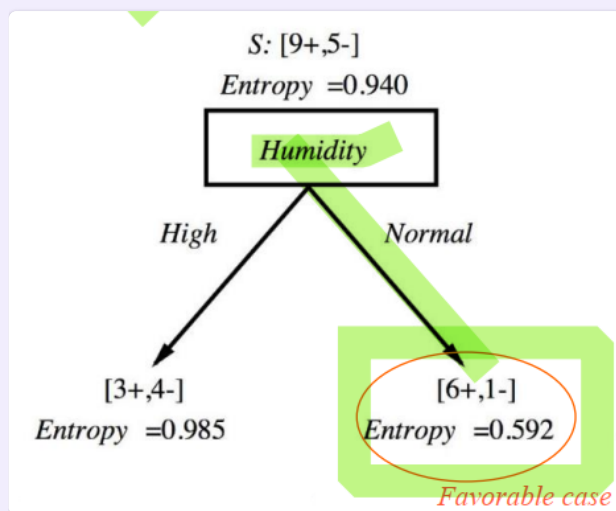 S: [9+,5-]
Entropy =0.940
Humidity
High
Normal
[3+,4-]
Entropy =0.985
[6+,1-]
Entropy =0.592
Favorable case